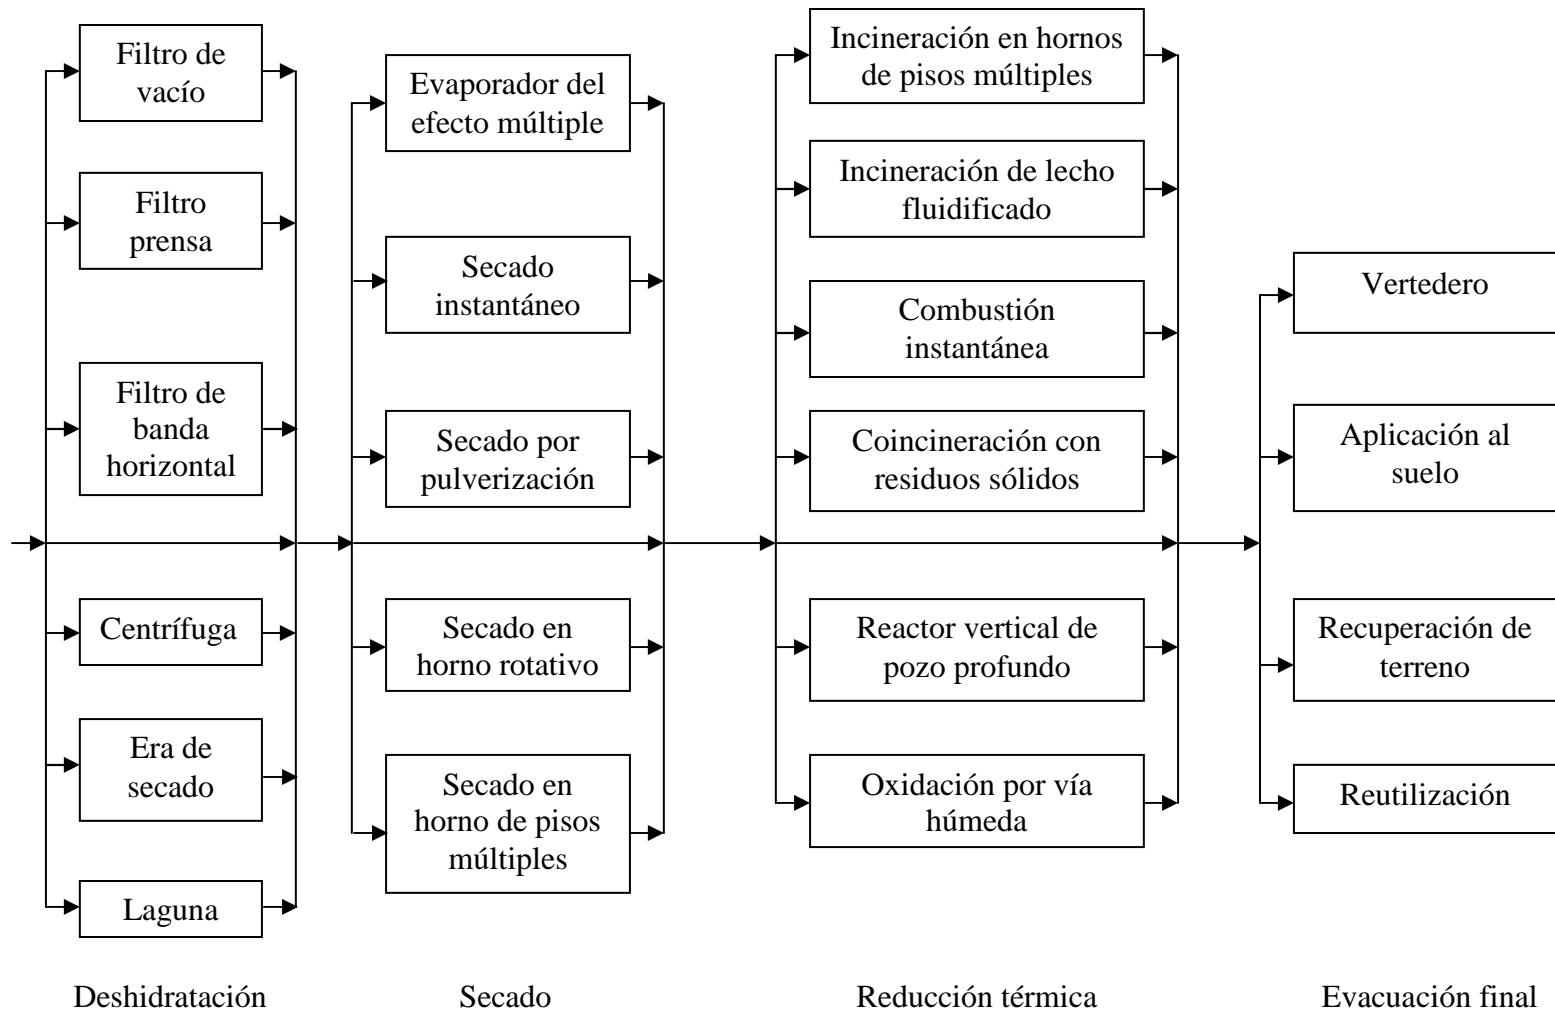 Filtro de
vacío
Filtro
prensa
Filtro de
banda
horizontal
Centrífuga
Era de
secado
Laguna
Deshidratación
Evaporador del
efecto múltiple
Secado
instantáneo
Secado por
pulverización
Secado en
horno rotativo
Secado en
horno de pisos
múltiples
Secado
Incineración en hornos
de pisos múltiples
Incineración de lecho
fluidificado
Combustión
instantánea
Coincineración con
residuos sólidos
Reactor vertical de
pozo profundo
Oxidación por vía
húmeda
Reducción térmica
Vertedero
Aplicación al
suelo
Recuperación de
terreno
Reutilización
Evacuación final